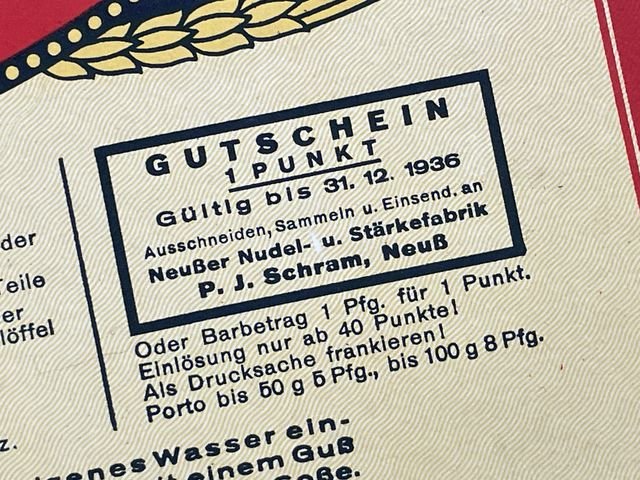 GUTSCHEIN
1 PUNKT
Gültig bis 31. 12. 1936
Ausschneiden, Sammeln u. Einsend. an
Neußer Nudel- u. Stärkefabrik
P. J. Schram, Neuß
Oder Barbetrag 1 Pfg. für 1 Punkt.
Einlösung nur ab 40 Punkte!
Als Drucksache frankieren!
Porto bis 50 g 5 Pfg., bis 100 g 8 Pfg.
der
Teile
er
löffel
z.
Wasser ein-
einem Guß